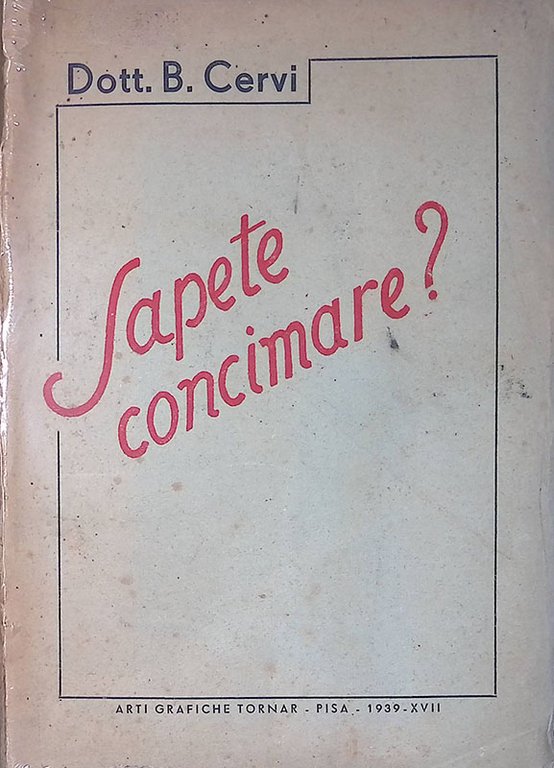 Dott. B. Cervi
Sapete
concimare?
ARTI GRAFICHE TORNAR - PISA - 1939-XVII